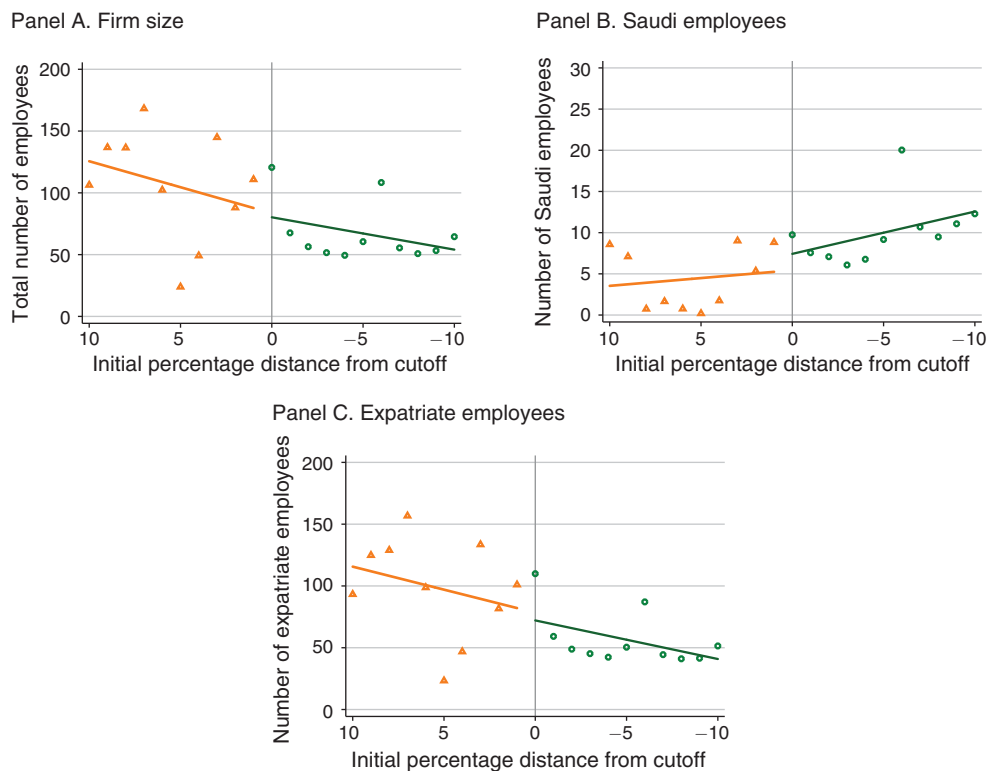 Panel A. Firm size
Total number of employees
200
150
100
50
0
10 5 0 −5 −10
Initial percentage distance from cutoff
Panel B. Saudi employees
Number of Saudi employees
30
25
20
15
10
5
0
10 5 0 −5 −10
Initial percentage distance from cutoff
Panel C. Expatriate employees
Number of expatriate employees
200
150
100
50
0
10 5 0 −5 −10
Initial percentage distance from cutoff